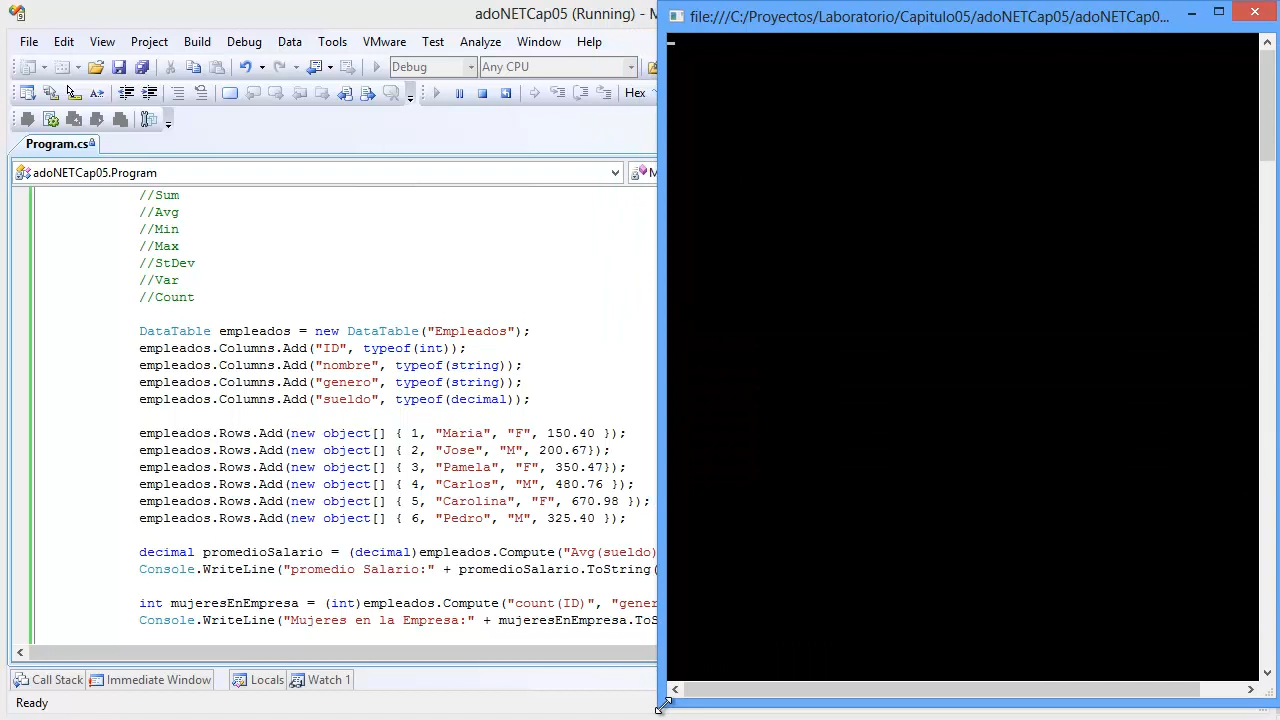 adoNETCap05 (Running) - M
File Edit View Project Build Debug Data Tools VMware Test Analyze Window Help
Debug Any CPU
Hex
Program.cs
adoNETCap05.Program M
//Sum
//Avg
//Min
//Max
//StDev
//Var
//Count
DataTable empleados = new DataTable("Empleados");
empleados.Columns.Add("ID", typeof(int));
empleados.Columns.Add("nombre", typeof(string));
empleados.Columns.Add("genero", typeof(string));
empleados.Columns.Add("sueldo", typeof(decimal));
empleados.Rows.Add(new object[] { 1, "Maria", "F", 150.40 });
empleados.Rows.Add(new object[] { 2, "Jose", "M", 200.67});
empleados.Rows.Add(new object[] { 3, "Pamela", "F", 350.47});
empleados.Rows.Add(new object[] { 4, "Carlos", "M", 480.76 });
empleados.Rows.Add(new object[] { 5, "Carolina", "F", 670.98 });
empleados.Rows.Add(new object[] { 6, "Pedro", "M", 325.40 });
decimal promedioSalario = (decimal)empleados.Compute("Avg(sueldo)
Console.WriteLine("promedio Salario:" + promedioSalario.ToString(
int mujeresEnEmpresa = (int)empleados.Compute("count(ID)", "gener
Console.WriteLine("Mujeres en la Empresa:" + mujeresEnEmpresa.ToS
Call Stack Immediate Window Locals Watch 1
Ready
file:///C:/Proyectos/Laboratorio/Capitulo05/adoNETCap05/adoNETCap0...